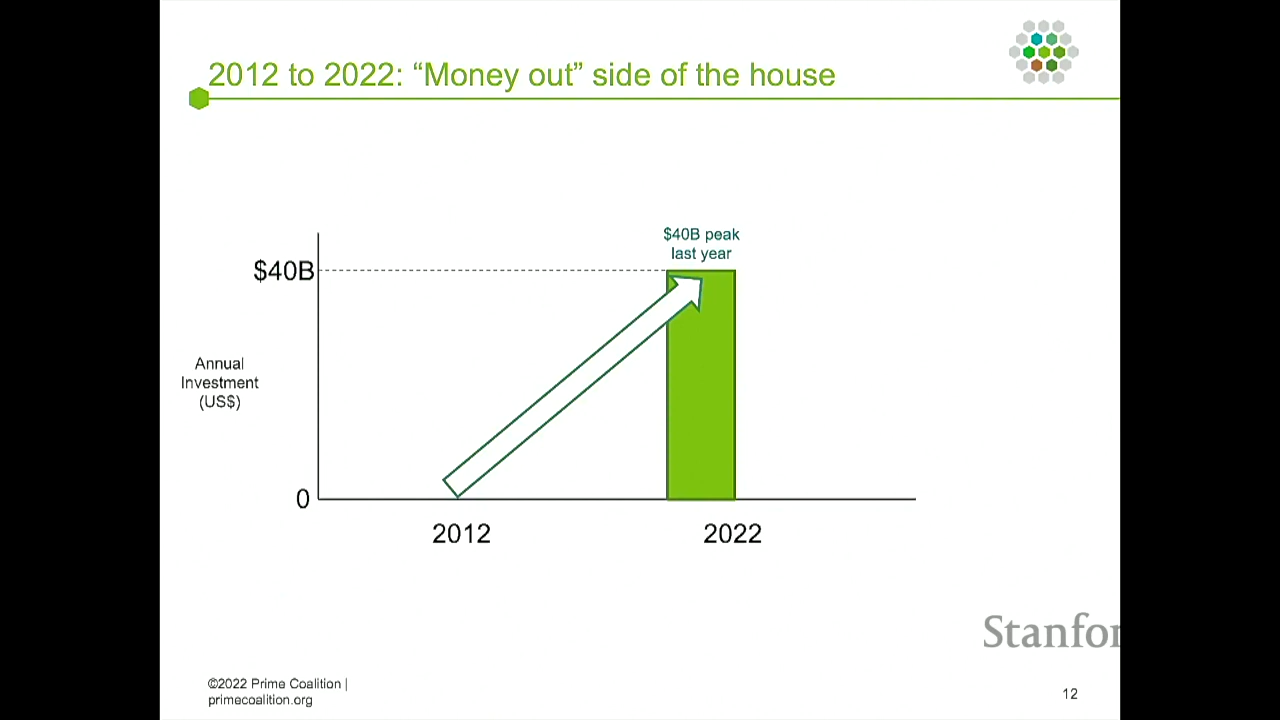 2012 to 2022: “Money out” side of the house
$40B peak
last year
$40B
Annual
Investment
(US$)
0
2012
2022
Stanfor
©2022 Prime Coalition |
primecoalition.org
12